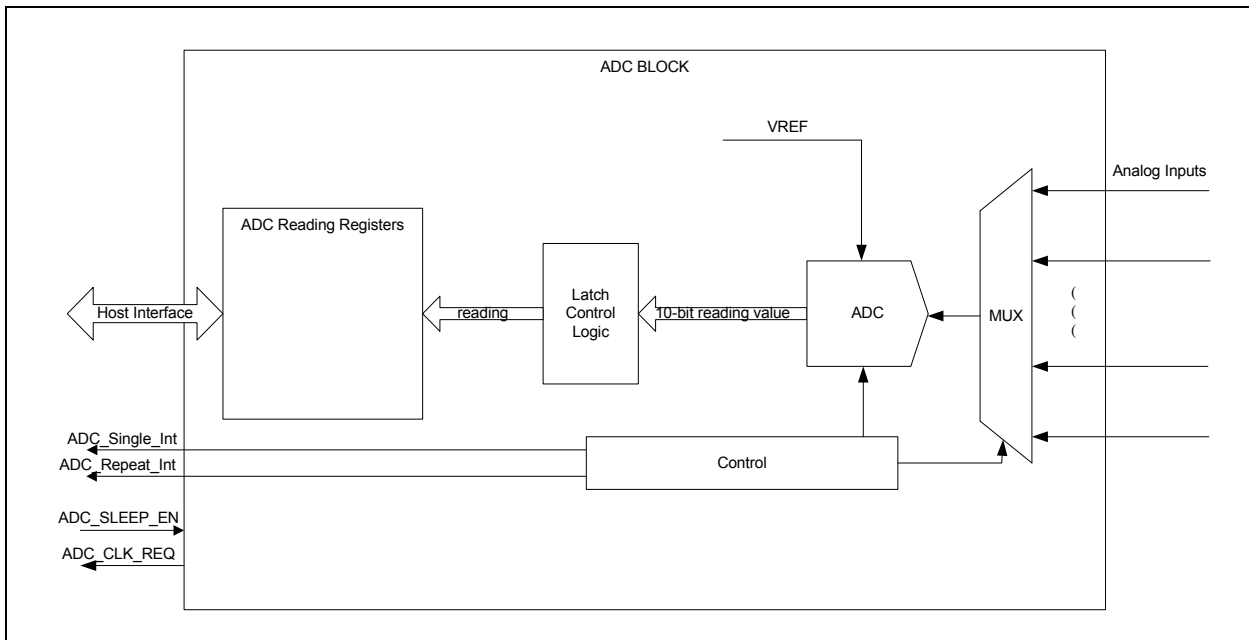 ADC BLOCK
VREF
Analog Inputs
ADC Reading Registers
Host Interface
reading
Latch
Control
Logic
10-bit reading value
ADC
MUX
(
(
(
ADC_Single_Int
ADC_Repeat_Int
Control
ADC_SLEEP_EN
ADC_CLK_REQ